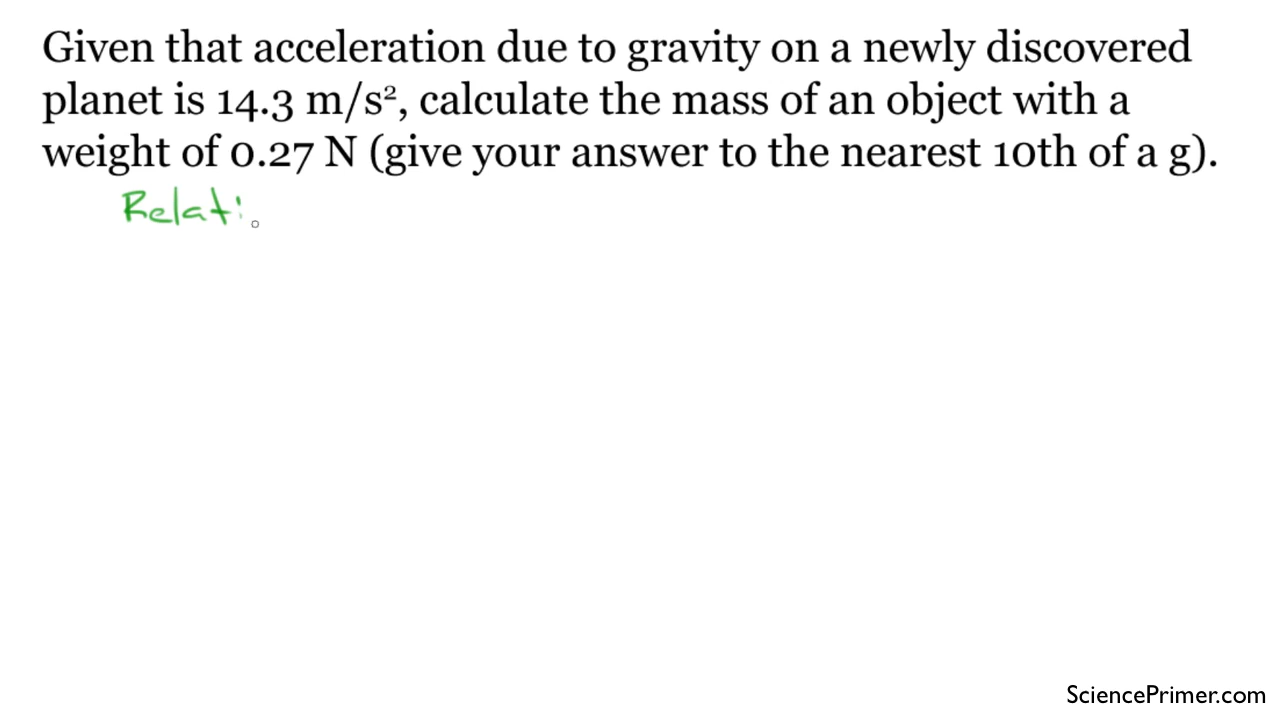 Given that acceleration due to gravity on a newly discovered
planet is 14.3 m/s², calculate the mass of an object with a
weight of 0.27 N (give your answer to the nearest 10th of a g).
Relati
SciencePrimer.com